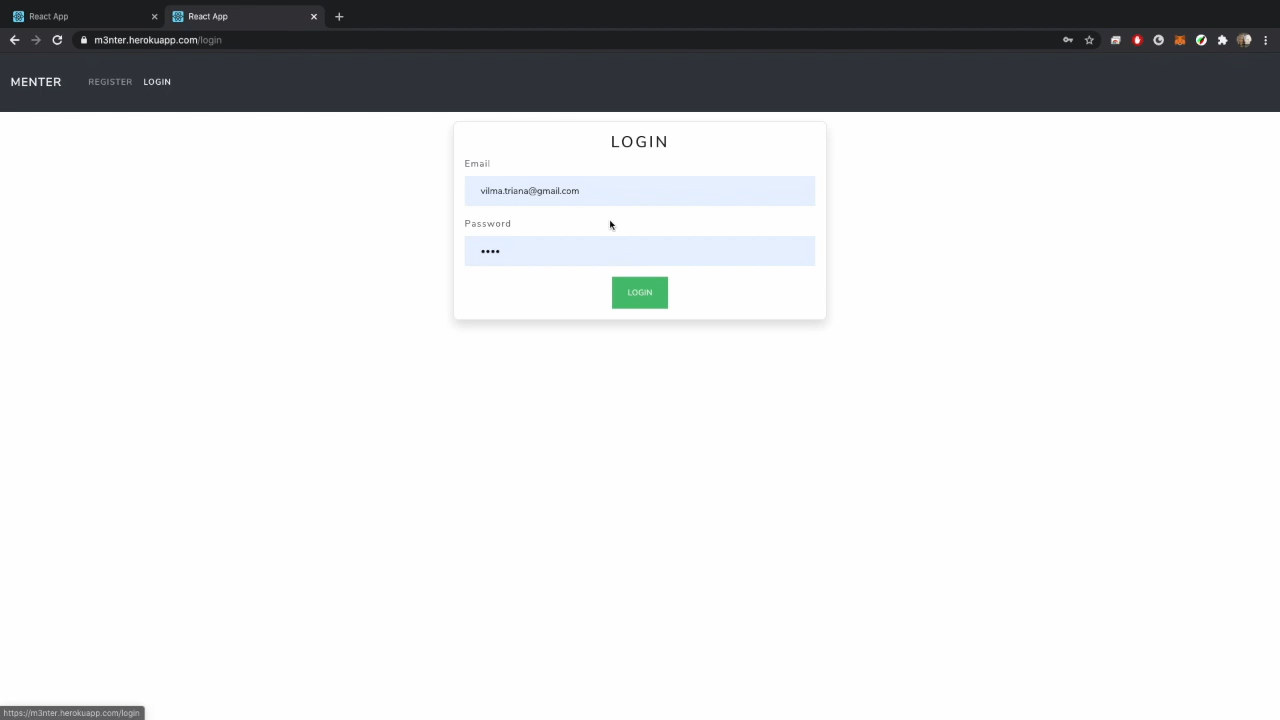 React App
React App
m3nter.herokuapp.com/login
MENTER REGISTER LOGIN
LOGIN
Email
vilma.triana@gmail.com
Password
••••
LOGIN
https://m3nter.herokuapp.com/login